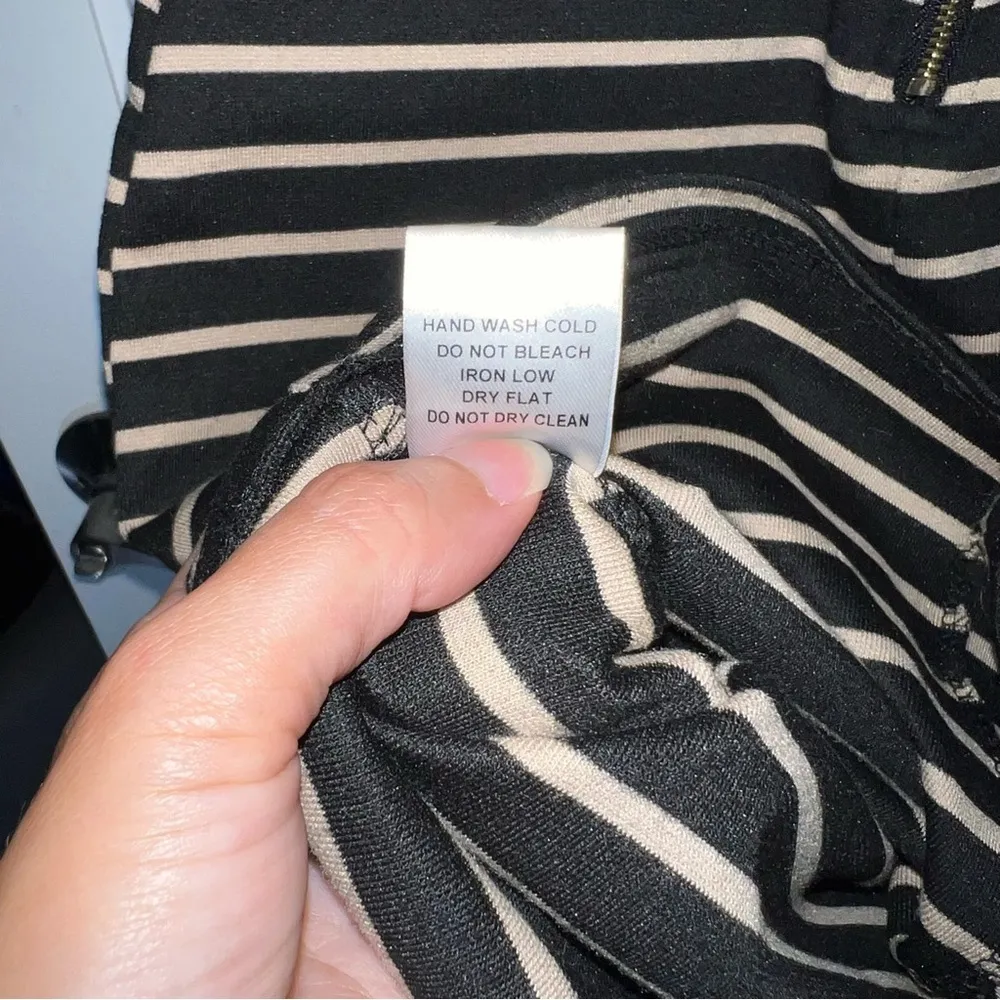 HAND WASH COLD
DO NOT BLEACH
IRON LOW
DRY FLAT
DO NOT DRY CLEAN